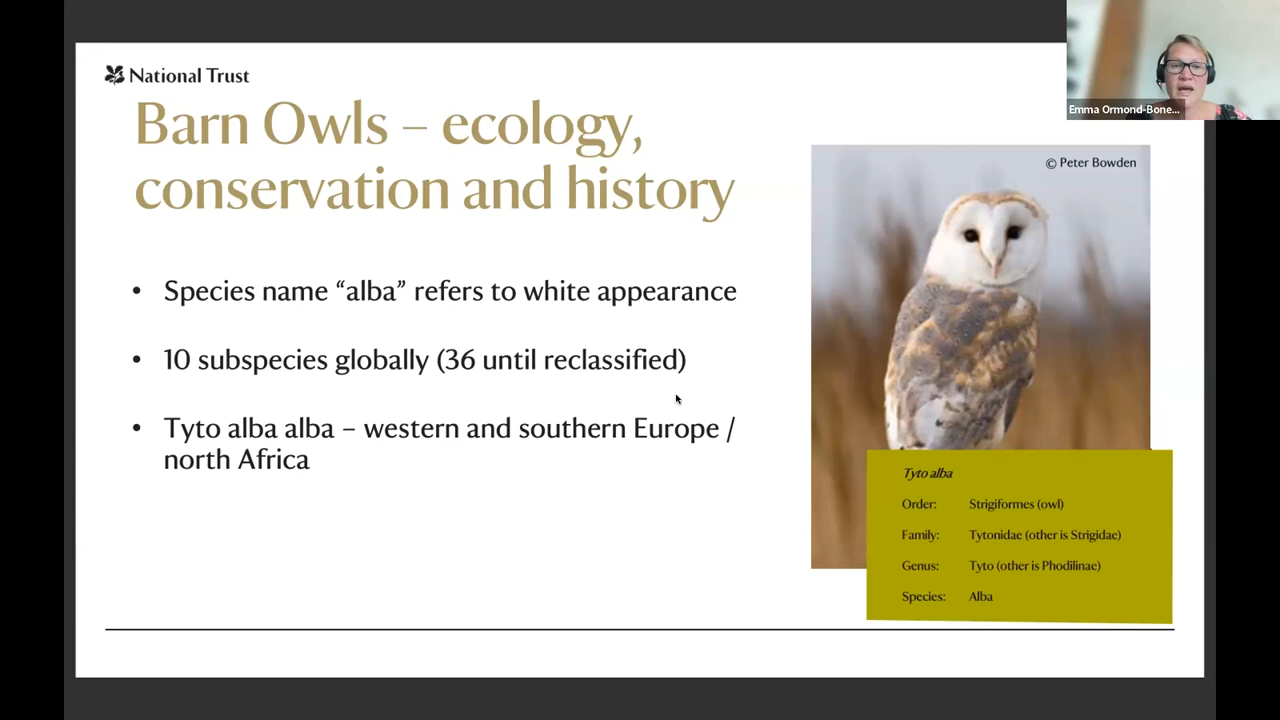 National Trust
Barn Owls – ecology,
conservation and history
• Species name “alba” refers to white appearance
• 10 subspecies globally (36 until reclassified)
• Tyto alba alba – western and southern Europe /
north Africa
© Peter Bowden
Tyto alba
Order: Strigiformes (owl)
Family: Tytonidae (other is Strigidae)
Genus: Tyto (other is Phodilinae)
Species: Alba
Emma Ormond-Bone...